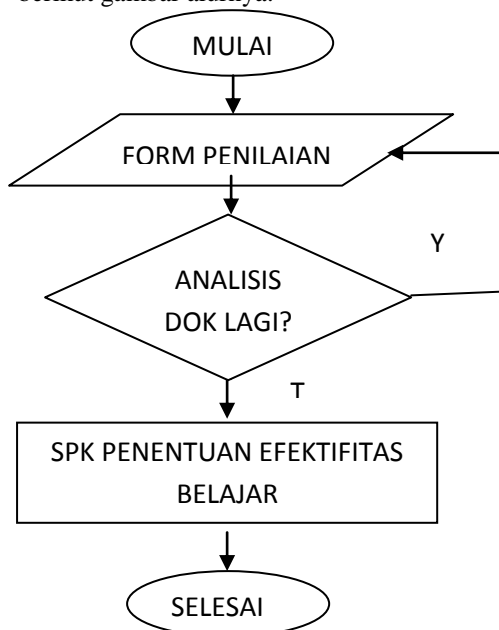 berikut gambar alurnya.
MULAI
FORM PENILAIAN
Y
ANALISIS
DOK LAGI?
T
SPK PENENTUAN EFEKTIFITAS
BELAJAR
SELESAI